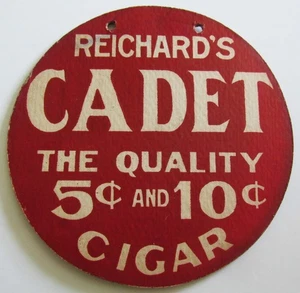 REICHARD'S
CADET
THE QUALITY
5¢ AND 10¢
CIGAR